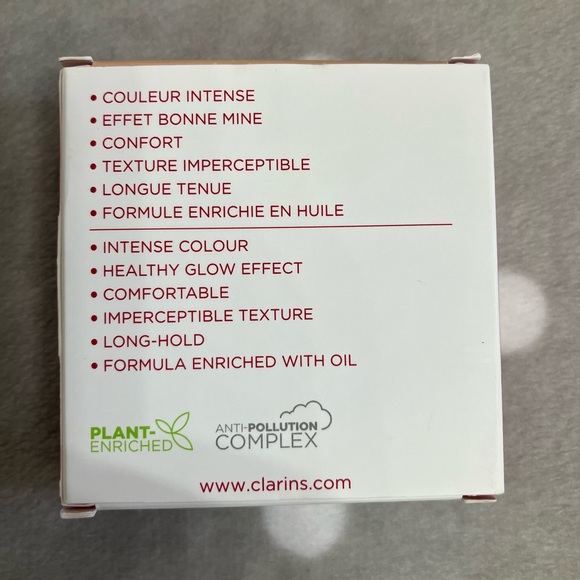 • COULEUR INTENSE
• EFFET BONNE MINE
• CONFORT
• TEXTURE IMPERCEPTIBLE
• LONGUE TENUE
• FORMULE ENRICHIE EN HUILE
• INTENSE COLOUR
• HEALTHY GLOW EFFECT
• COMFORTABLE
• IMPERCEPTIBLE TEXTURE
• LONG-HOLD
• FORMULA ENRICHED WITH OIL
PLANT-
ENRICHED
ANTI-POLLUTION
COMPLEX
www.clarins.com